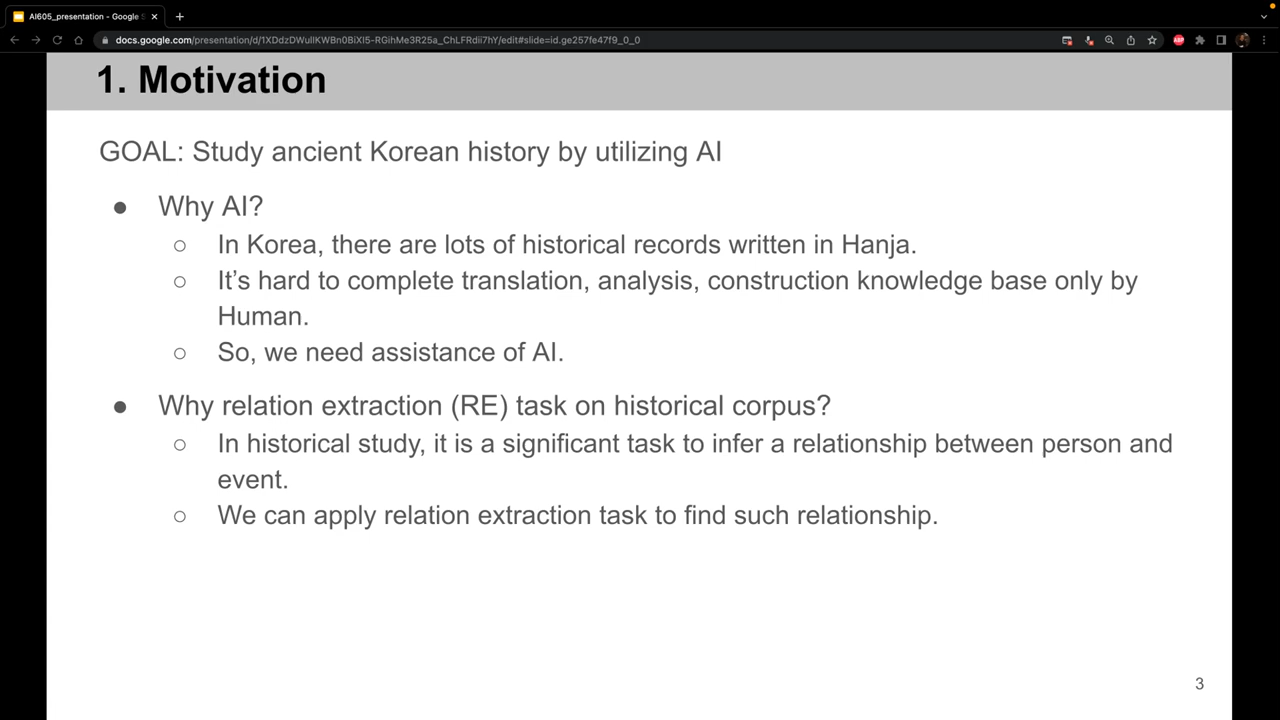 AI605_presentation - Google S
docs.google.com/presentation/d/1XDdzDWulIKWBn0BiXI5-RGihMe3R25a_ChLFRdii7hY/edit#slide=id.ge257fe47f9_0_0
1. Motivation
GOAL: Study ancient Korean history by utilizing AI
● Why AI?
○ In Korea, there are lots of historical records written in Hanja.
○ It’s hard to complete translation, analysis, construction knowledge base only by
Human.
○ So, we need assistance of AI.
● Why relation extraction (RE) task on historical corpus?
○ In historical study, it is a significant task to infer a relationship between person and
event.
○ We can apply relation extraction task to find such relationship.
3